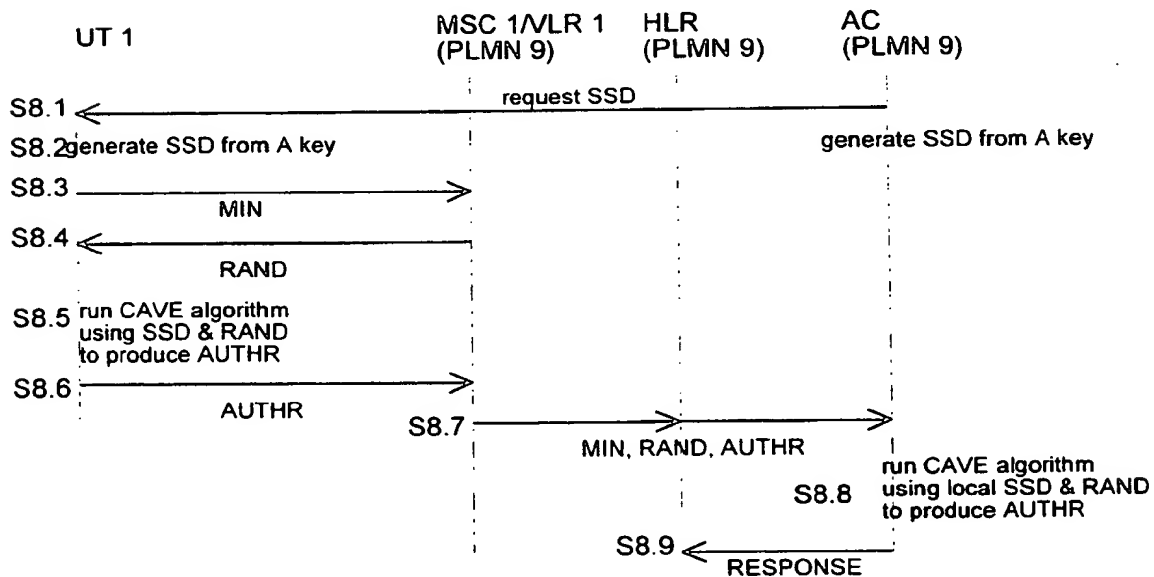 UT 1
MSC 1/VLR 1
(PLMN 9)
HLR
(PLMN 9)
AC
(PLMN 9)
S8.1
request SSD
S8.2
generate SSD from A key
generate SSD from A key
S8.3
MIN
S8.4
RAND
S8.5
run CAVE algorithm
using SSD & RAND
to produce AUTHR
S8.6
AUTHR
S8.7
MIN, RAND, AUTHR
S8.8
run CAVE algorithm
using local SSD & RAND
to produce AUTHR
S8.9
RESPONSE